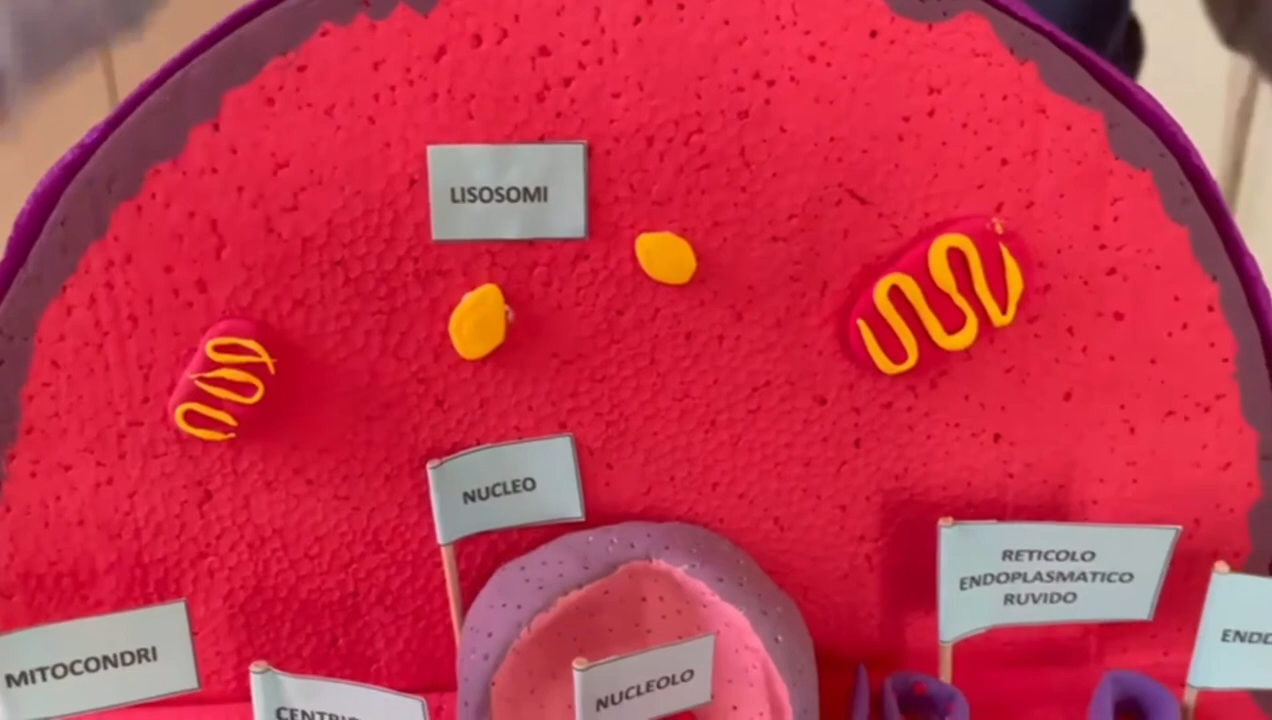 LISOSOMI
NUCLEO
RETICOLO
ENDOPLASMATICO
RUVIDO
MITOCONDRI
NUCLEOLO